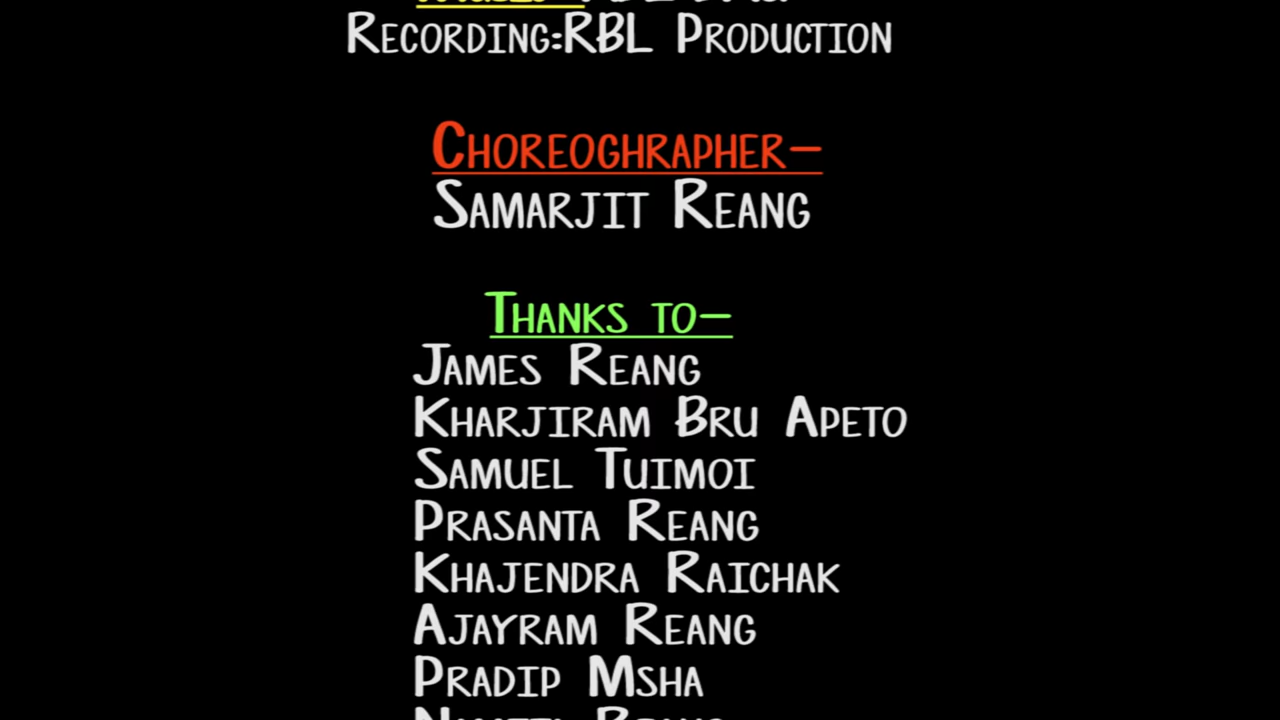 Recording:RBL Production
Choreoghrapher-
Samarjit Reang
Thanks to-
James Reang
Kharjiram Bru Apeto
Samuel Tuimoi
Prasanta Reang
Khajendra Raichak
Ajayram Reang
Pradip Msha